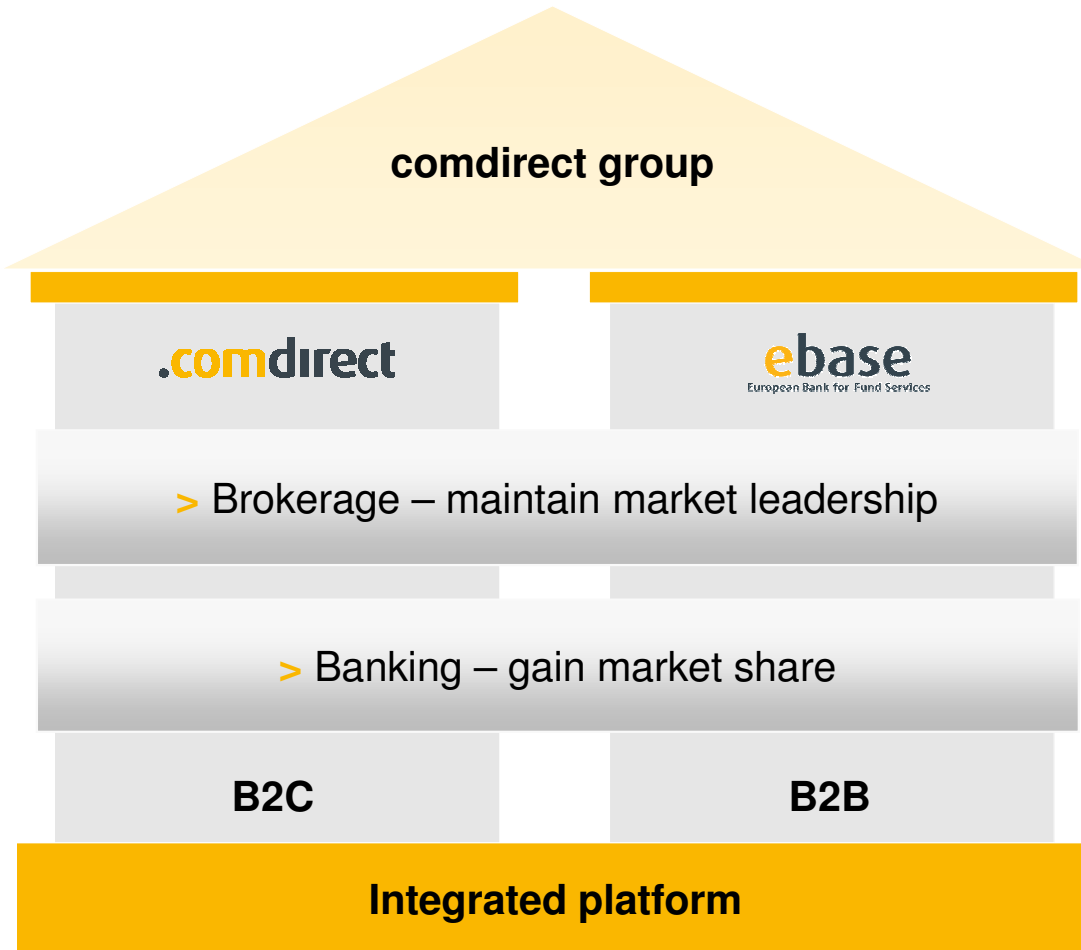 comdirect group
.comdirect
ebase
European Bank for Fund Services
> Brokerage – maintain market leadership
> Banking – gain market share
B2C
B2B
Integrated platform